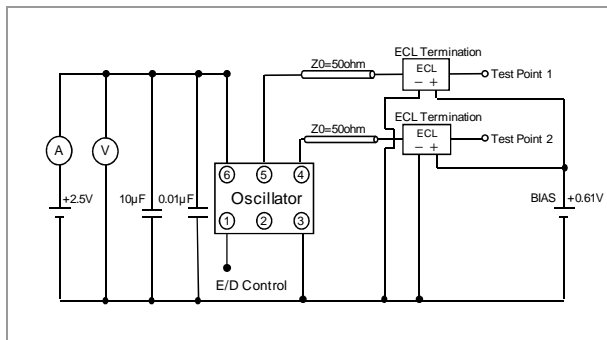 ECL Termination
Z0=50ohm
ECL
− +
Test Point 1
ECL Termination
Z0=50ohm
ECL
− +
Test Point 2
A
V
6
5
4
Oscillator
+2.5V
10µF
0.01µF
BIAS
+0.61V
1
2
3
E/D Control